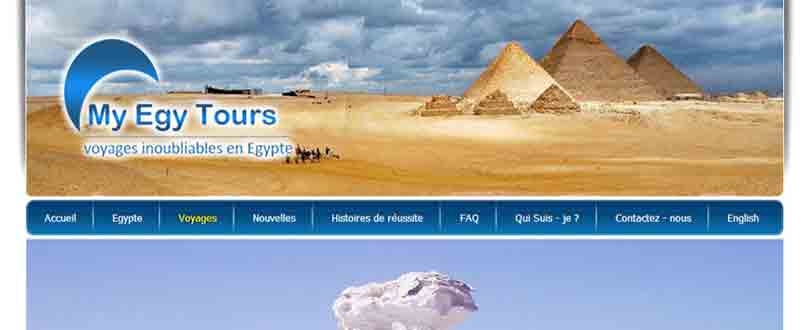 My Egy Tours
voyages inoubliables en Egypte
Accueil Egypte Voyages Nouvelles Histoires de réussite FAQ Qui Suis - je ? Contactez - nous English